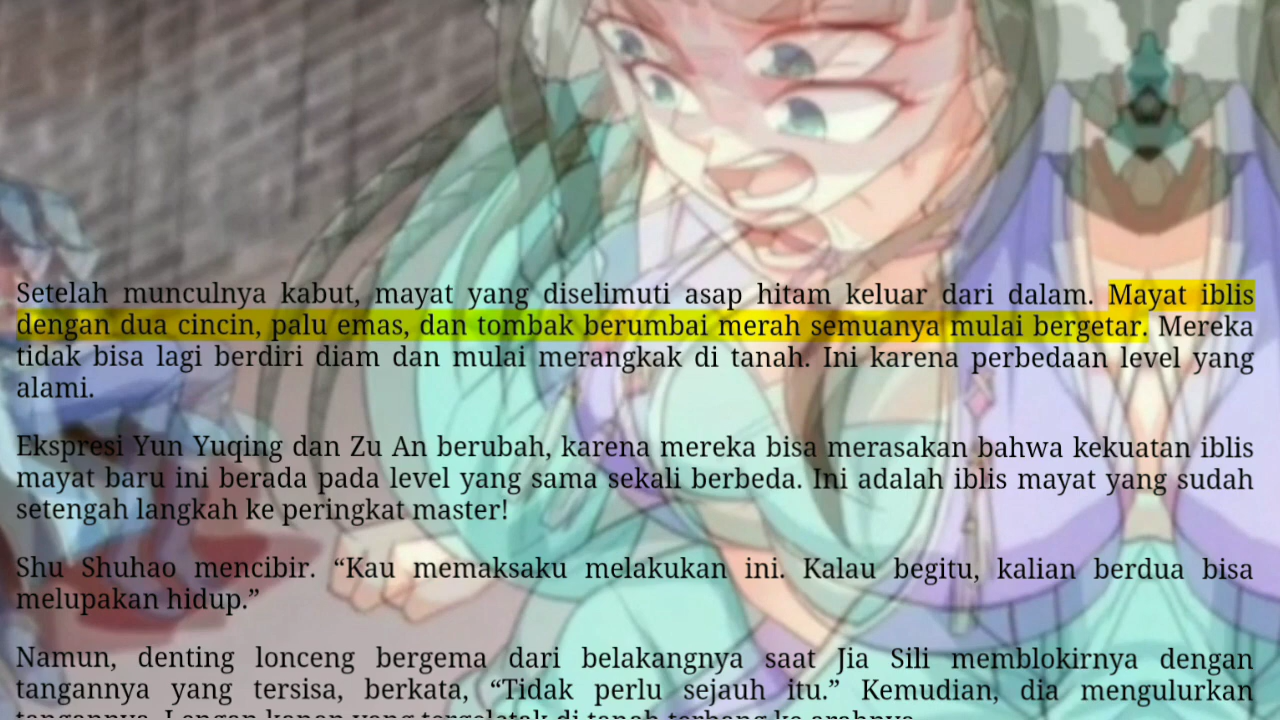 Setelah munculnya kabut, mayat yang diselimuti asap hitam keluar dari dalam. Mayat iblis
dengan dua cincin, palu emas, dan tombak berumbai merah semuanya mulai bergetar. Mereka
tidak bisa lagi berdiri diam dan mulai merangkak di tanah. Ini karena perbedaan level yang
alami.
Ekspresi Yun Yuqing dan Zu An berubah, karena mereka bisa merasakan bahwa kekuatan iblis
mayat baru ini berada pada level yang sama sekali berbeda. Ini adalah iblis mayat yang sudah
setengah langkah ke peringkat master!
Shu Shuhao mencibir. “Kau memaksaku melakukan ini. Kalau begitu, kalian berdua bisa
melupakan hidup.”
Namun, denting lonceng bergema dari belakangnya saat Jia Sili memblokirnya dengan
tangannya yang tersisa, berkata, “Tidak perlu sejauh itu.” Kemudian, dia mengulurkan